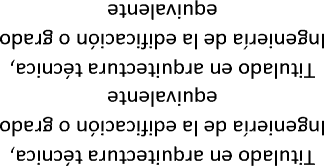 Titulado en arquitectura técnica,
Ingeniería de la edificación o grado
equivalente
Titulado en arquitectura técnica,
Ingeniería de la edificación o grado
equivalente